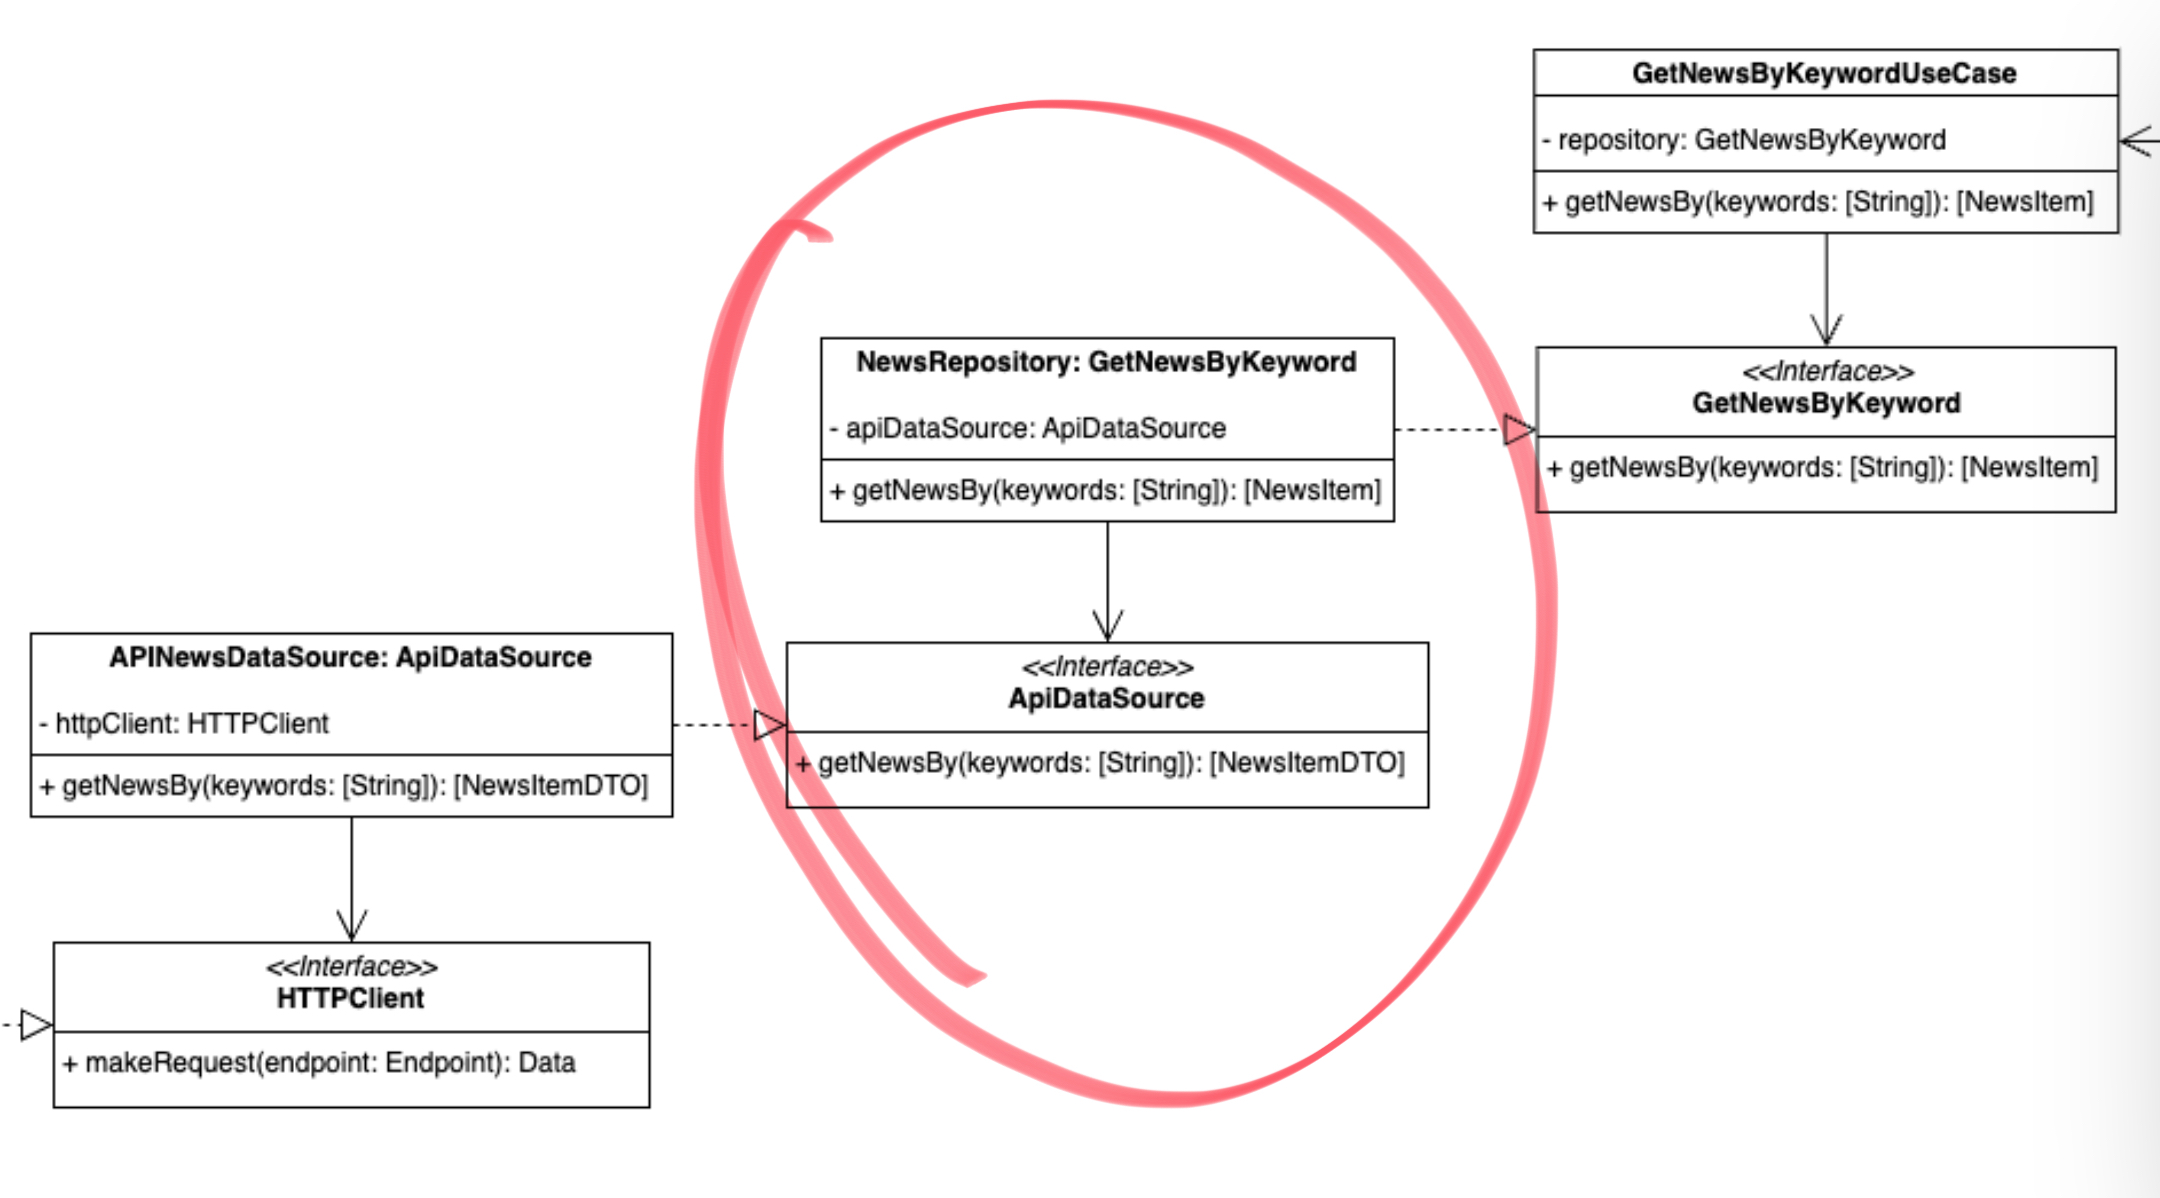 GetNewsByKeywordUseCase
- repository: GetNewsByKeyword
+ getNewsBy(keywords: [String]): [NewsItem]
NewsRepository: GetNewsByKeyword
- apiDataSource: ApiDataSource
+ getNewsBy(keywords: [String]): [NewsItem]
<<Interface>>
GetNewsByKeyword
+ getNewsBy(keywords: [String]): [NewsItem]
APINewsDataSource: ApiDataSource
- httpClient: HTTPClient
+ getNewsBy(keywords: [String]): [NewsItemDTO]
<<Interface>>
ApiDataSource
+ getNewsBy(keywords: [String]): [NewsItemDTO]
<<Interface>>
HTTPClient
+ makeRequest(endpoint: Endpoint): Data